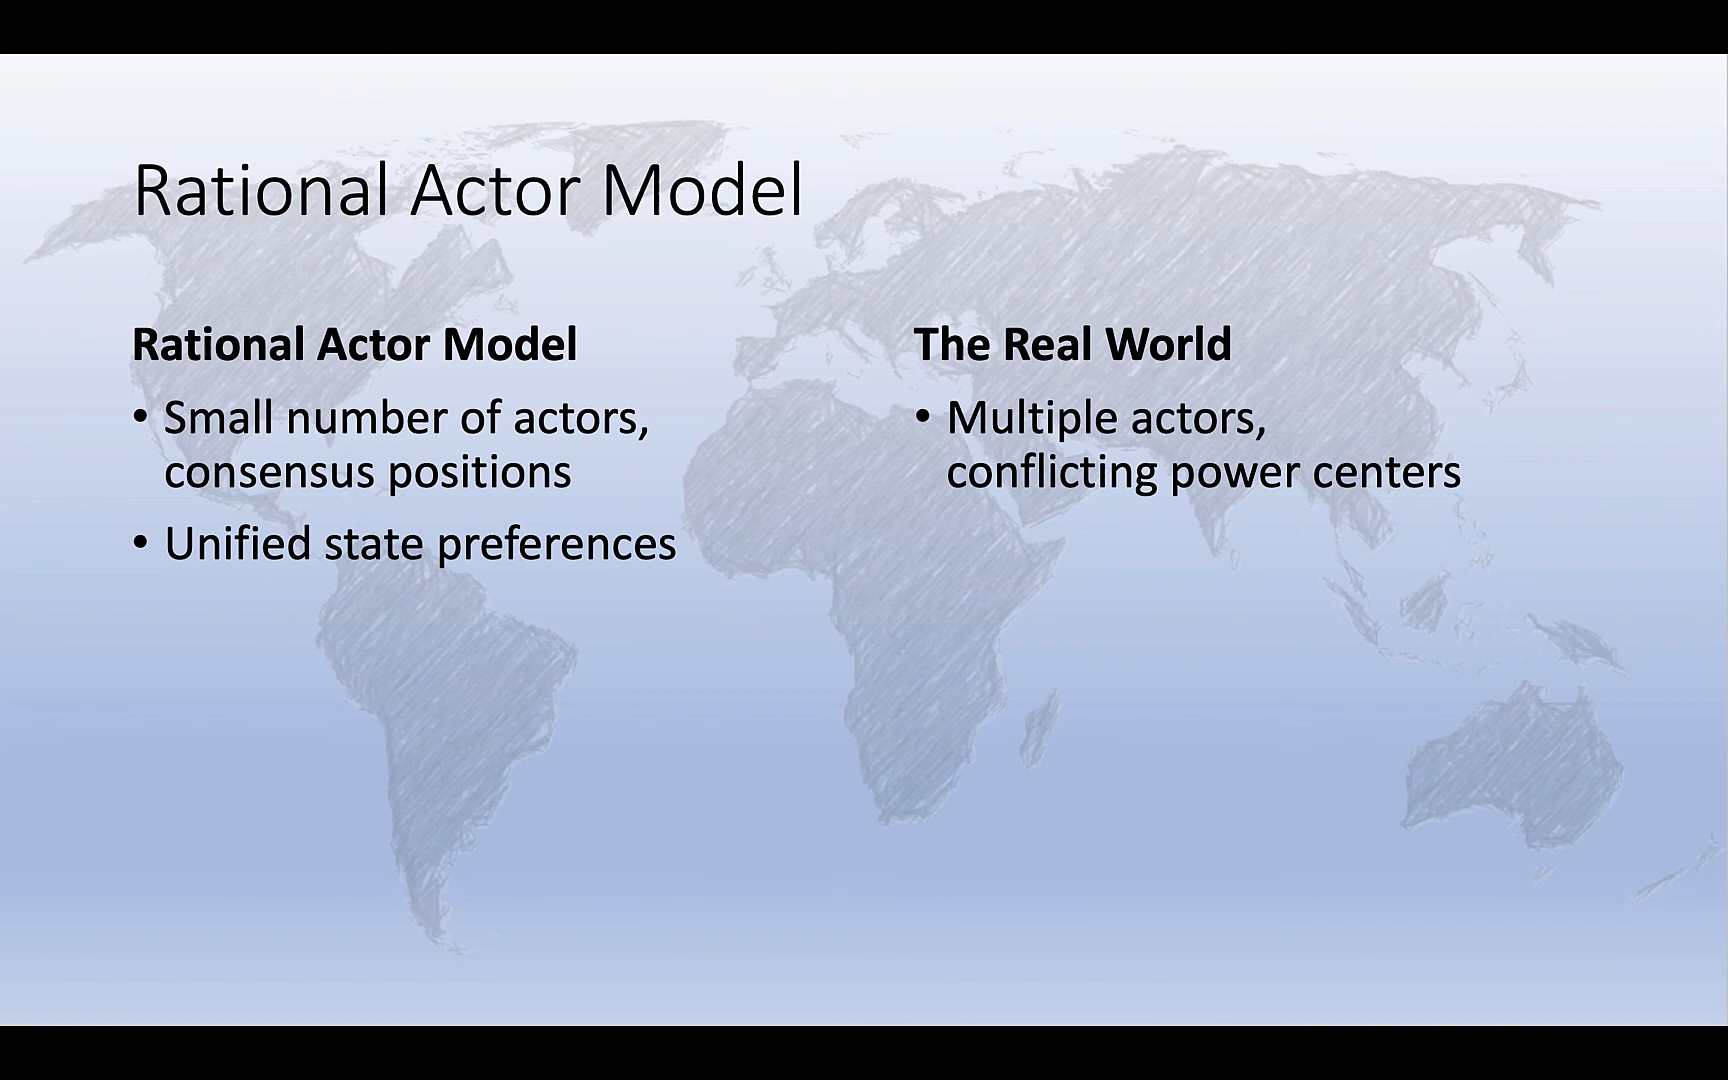 Rational Actor Model
Rational Actor Model
• Small number of actors,
consensus positions
• Unified state preferences
The Real World
• Multiple actors,
conflicting power centers